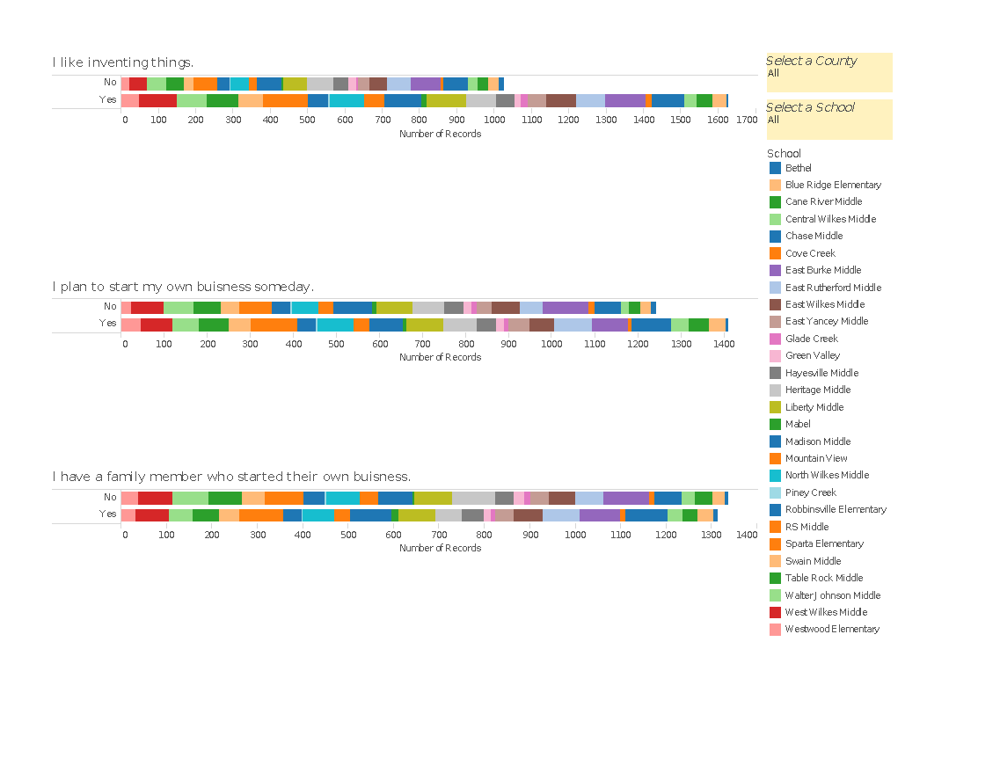 I like inventing things.
No
Yes
0 100 200 300 400 500 600 700 800 900 1000 1100 1200 1300 1400 1500 1600 1700
Number of Records
I plan to start my own buisness someday.
No
Yes
0 100 200 300 400 500 600 700 800 900 1000 1100 1200 1300 1400
Number of Records
I have a family member who started their own buisness.
No
Yes
0 100 200 300 400 500 600 700 800 900 1000 1100 1200 1300 1400
Number of Records
Select a County
All
Select a School
All
School
Bethel
Blue Ridge Elementary
Cane River Middle
Central Wilkes Middle
Chase Middle
Cove Creek
East Burke Middle
East Rutherford Middle
East Wilkes Middle
East Yancey Middle
Glade Creek
Green Valley
Hayesville Middle
Heritage Middle
Liberty Middle
Mabel
Madison Middle
Mountain View
North Wilkes Middle
Piney Creek
Robbinsville Elementary
RS Middle
Sparta Elementary
Swain Middle
Table Rock Middle
Walter Johnson Middle
West Wilkes Middle
Westwood Elementary